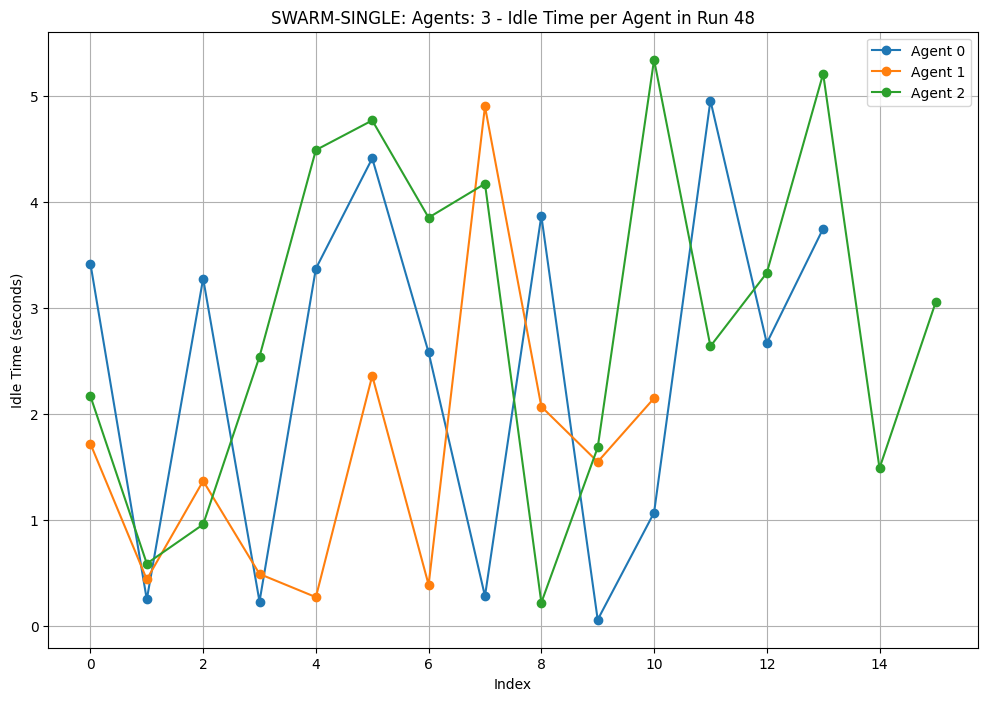 SWARM-SINGLE: Agents: 3 - Idle Time per Agent in Run 48
Agent 0
Agent 1
Agent 2
Idle Time (seconds)
5
4
3
2
1
0
0 2 4 6 8 10 12 14
Index